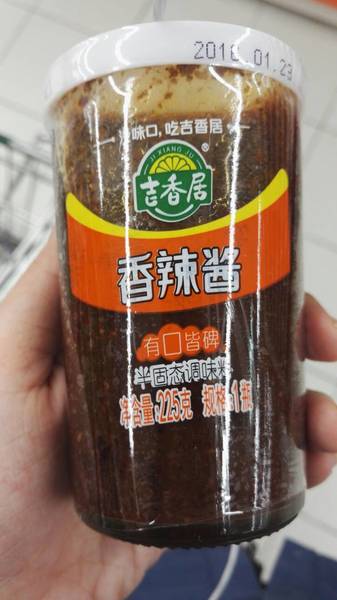 2016.01.29
味口,吃吉香居
JI XIANG JU
吉香居
®
香辣酱
有口皆碑
半固态调味料
净含量:225克 规格:1瓶